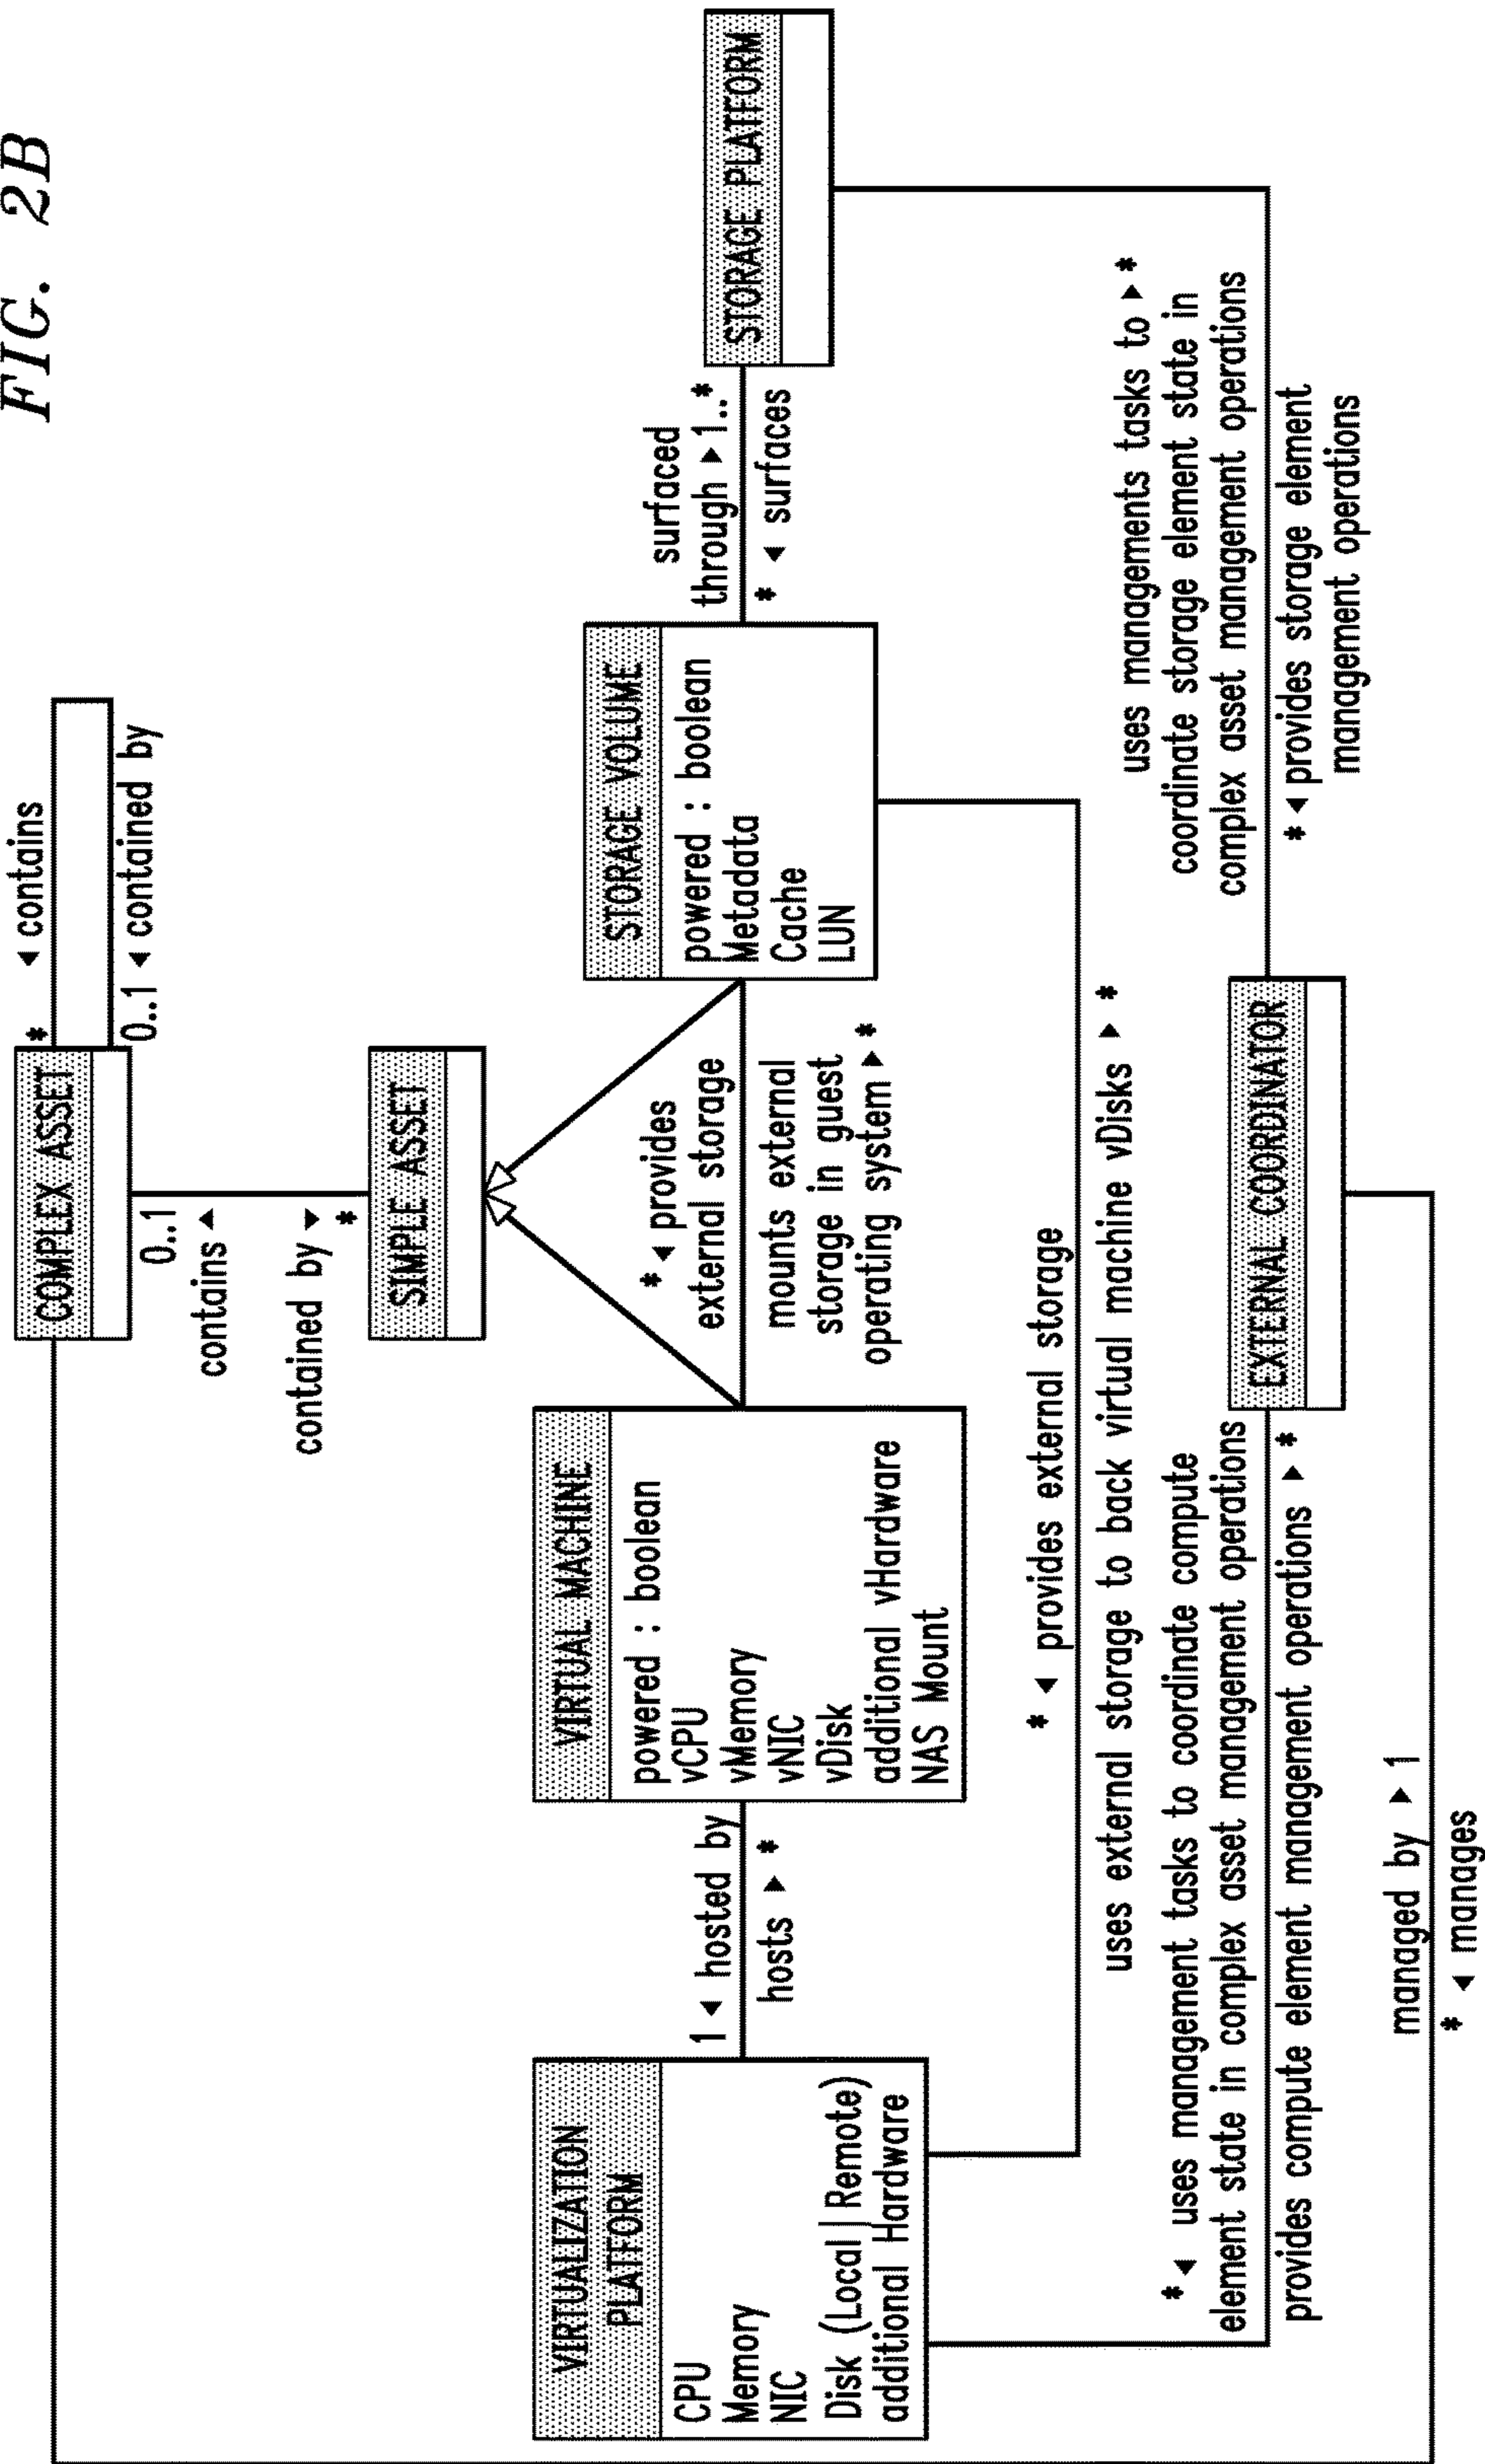 FIG. 2B
* ◄ contains
COMPLEX ASSET
0..1 ◄ contained by
0..1
contains ▲
contained by ▼
*
SIMPLE ASSET
VIRTUALIZATION
PLATFORM
CPU
Memory
NIC
Disk (Local | Remote)
additional Hardware
1 ◄ hosted by
hosts ► *
VIRTUAL MACHINE
powered : boolean
vCPU
vMemory
vNIC
vDisk
additional vHardware
NAS Mount
* ◄ provides
external storage
mounts external
storage in guest
operating system ► *
STORAGE VOLUME
powered : boolean
Metadata
Cache
LUN
surfaced
through ► 1..*
* ◄ surfaces
STORAGE PLATFORM
* ◄ provides external storage
uses external storage to back virtual machine vDisks ► *
* ◄ uses management tasks to coordinate compute
element state in complex asset management operations
provides compute element management operations ► *
EXTERNAL COORDINATOR
uses managements tasks to ► *
coordinate storage element state in
complex asset management operations
* ◄ provides storage element
management operations
managed by ► 1
* ◄ manages